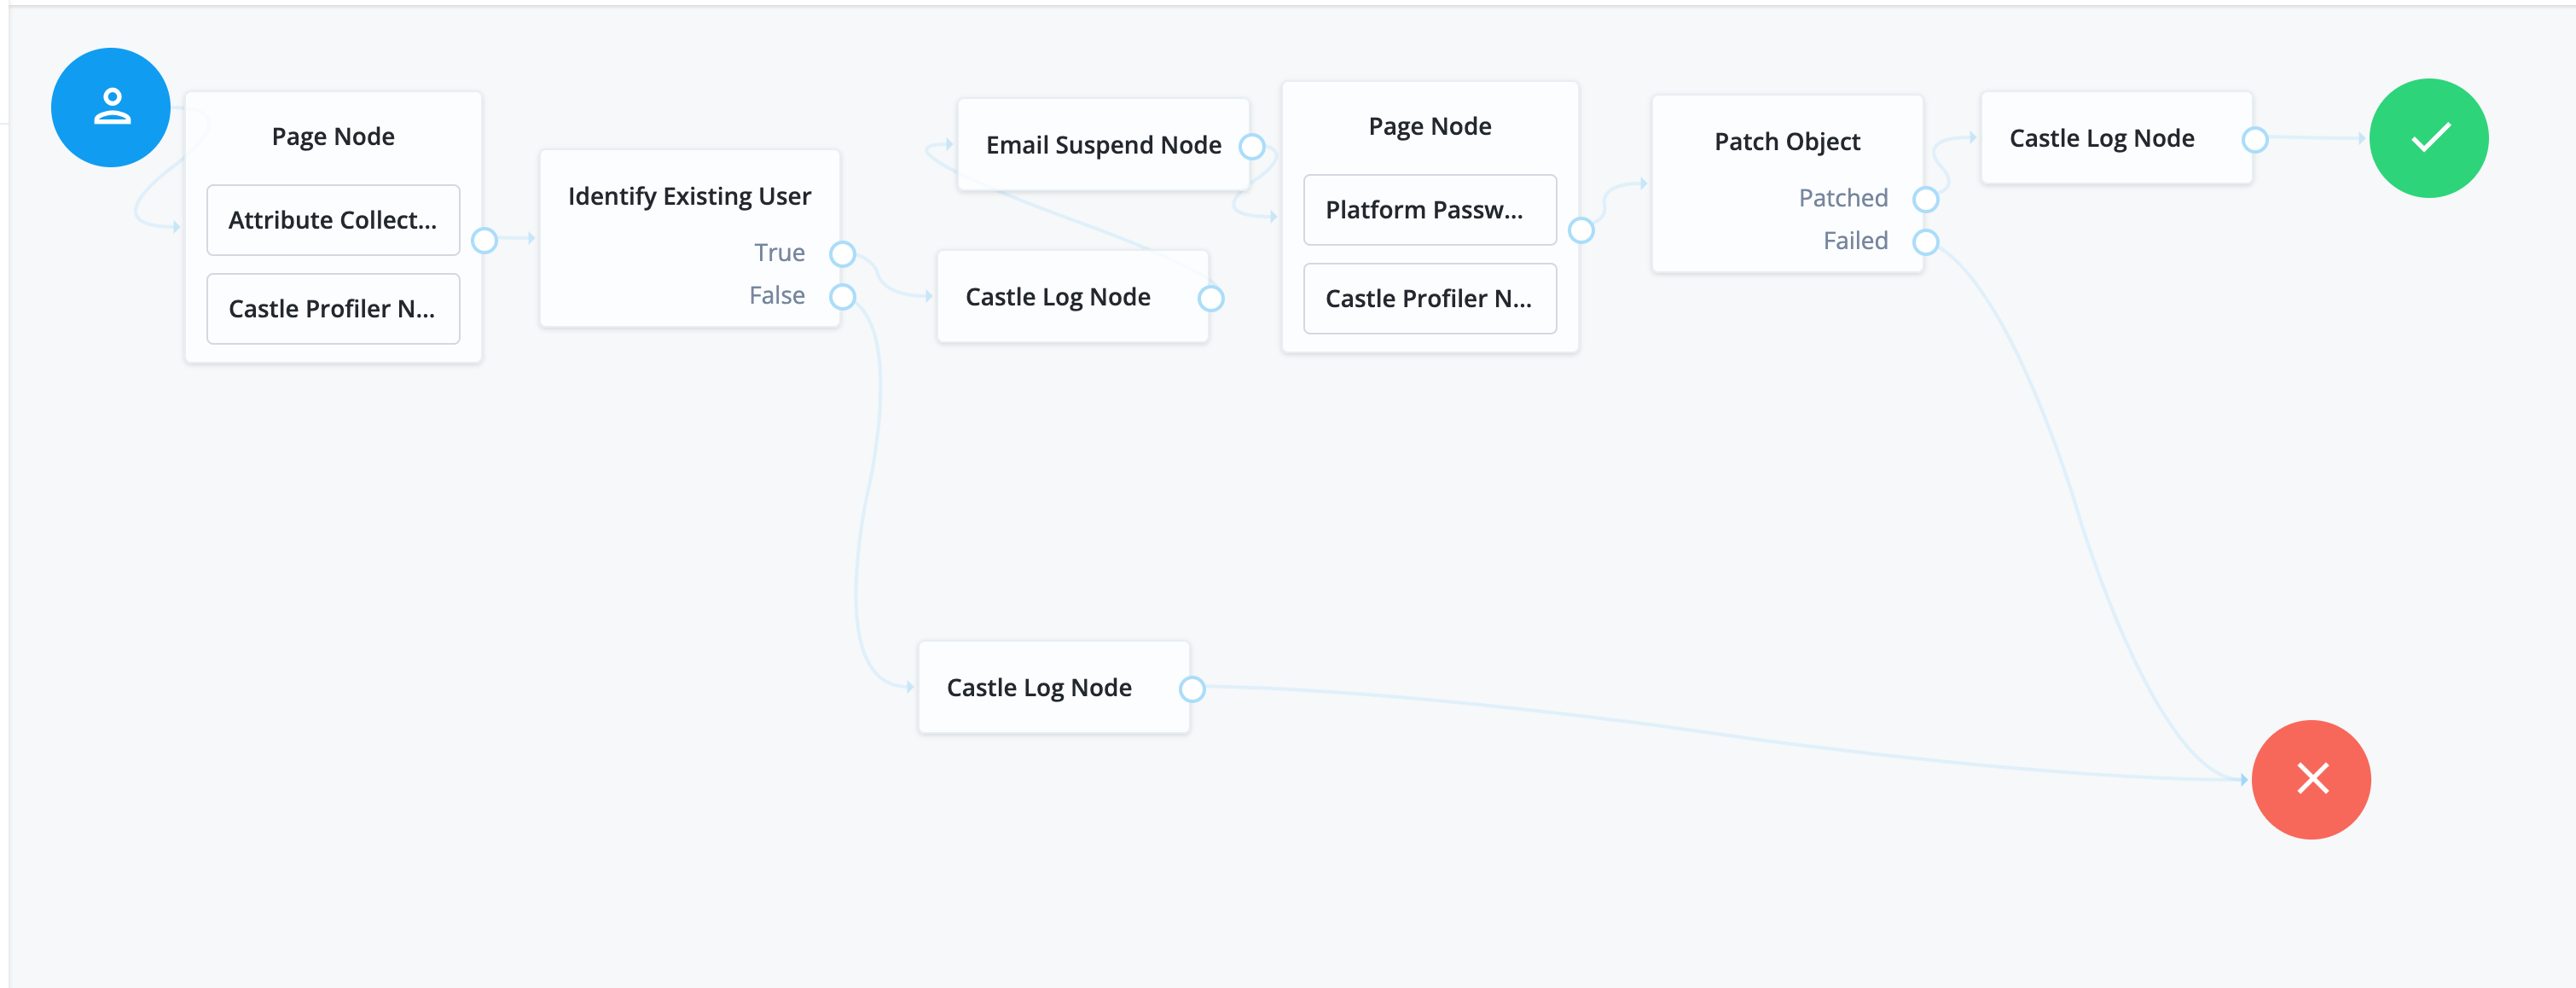 Page Node
Attribute Collect...
Castle Profiler N...
Identify Existing User
True
False
Email Suspend Node
Castle Log Node
Page Node
Platform Passw...
Castle Profiler N...
Patch Object
Patched
Failed
Castle Log Node
Castle Log Node